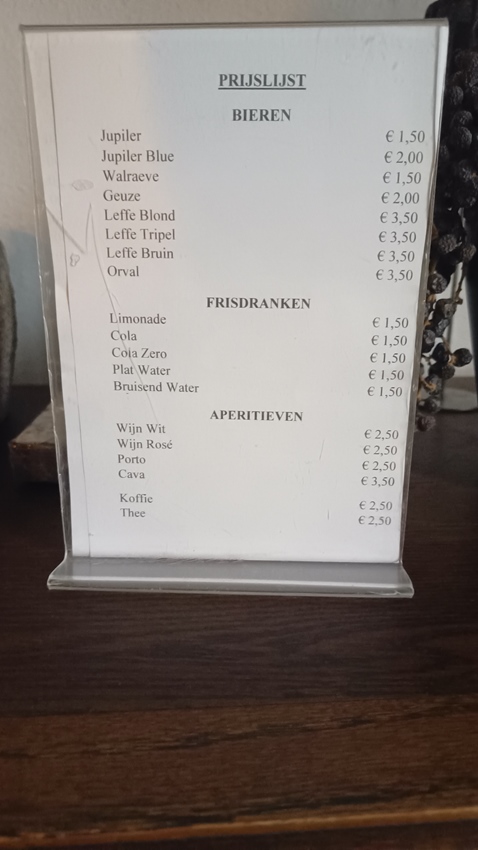 PRIJSLIJST
BIEREN
Jupiler € 1,50
Jupiler Blue € 2,00
Walraeve € 1,50
Geuze € 2,00
Leffe Blond € 3,50
Leffe Tripel € 3,50
Leffe Bruin € 3,50
Orval € 3,50
FRISDRANKEN
Limonade € 1,50
Cola € 1,50
Cola Zero € 1,50
Plat Water € 1,50
Bruisend Water € 1,50
APERITIEVEN
Wijn Wit € 2,50
Wijn Rosé € 2,50
Porto € 2,50
Cava € 3,50
Koffie € 2,50
Thee € 2,50